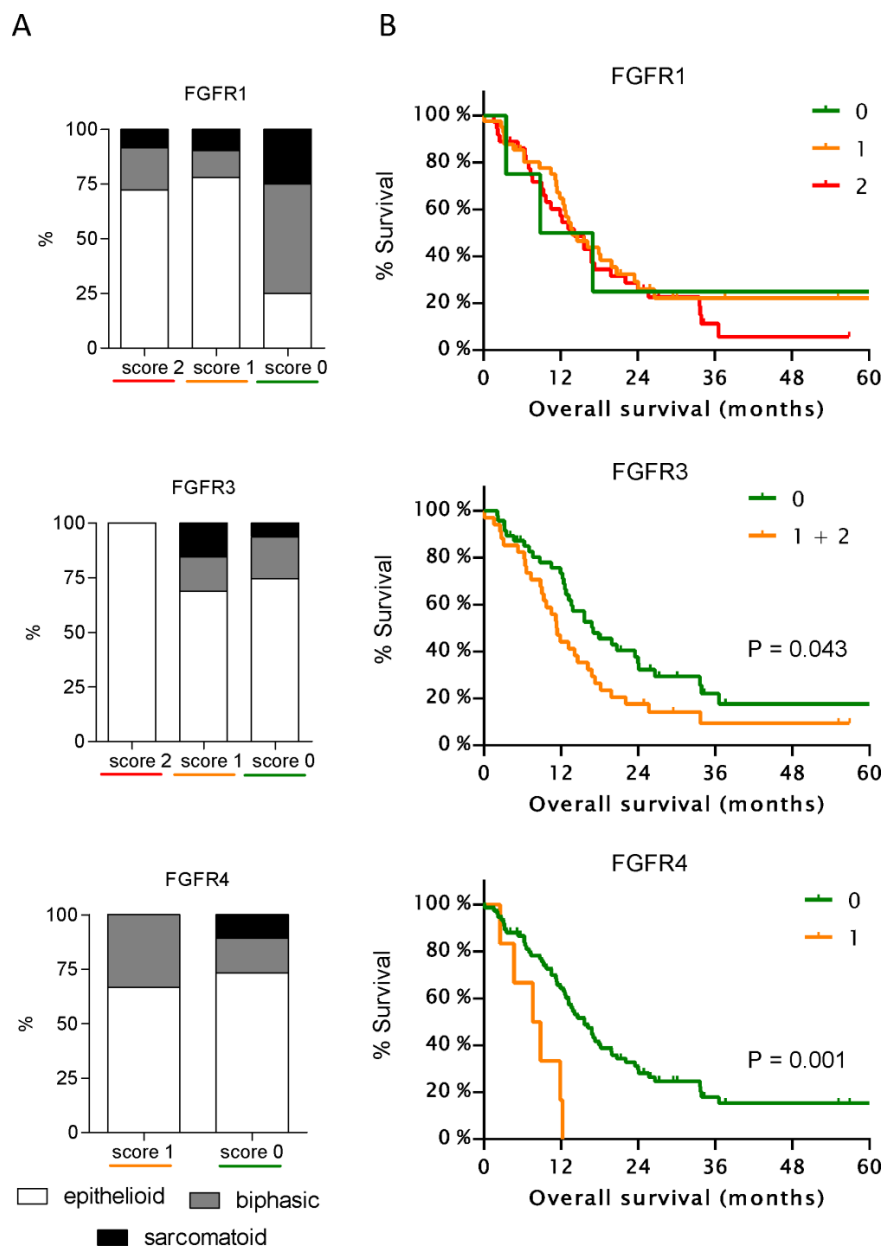 A
B
FGFR1
100
75
50
25
0
%
score 2
score 1
score 0
FGFR1
0
1
2
100 %
80 %
60 %
40 %
20 %
0 %
% Survival
0
12
24
36
48
60
Overall survival (months)
FGFR3
100
75
50
25
0
%
score 2
score 1
score 0
FGFR3
0
1 + 2
P = 0.043
100 %
80 %
60 %
40 %
20 %
0 %
% Survival
0
12
24
36
48
60
Overall survival (months)
FGFR4
100
75
50
25
0
%
score 1
score 0
epithelioid
biphasic
sarcomatoid
FGFR4
0
1
P = 0.001
100 %
80 %
60 %
40 %
20 %
0 %
% Survival
0
12
24
36
48
60
Overall survival (months)